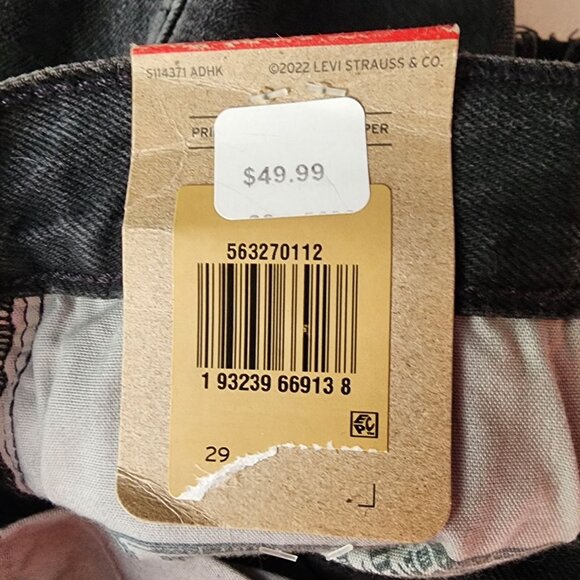 S114371 ADHK ©2022 LEVI STRAUSS & CO.
$49.99
563270112
1 93239 66913 8
29